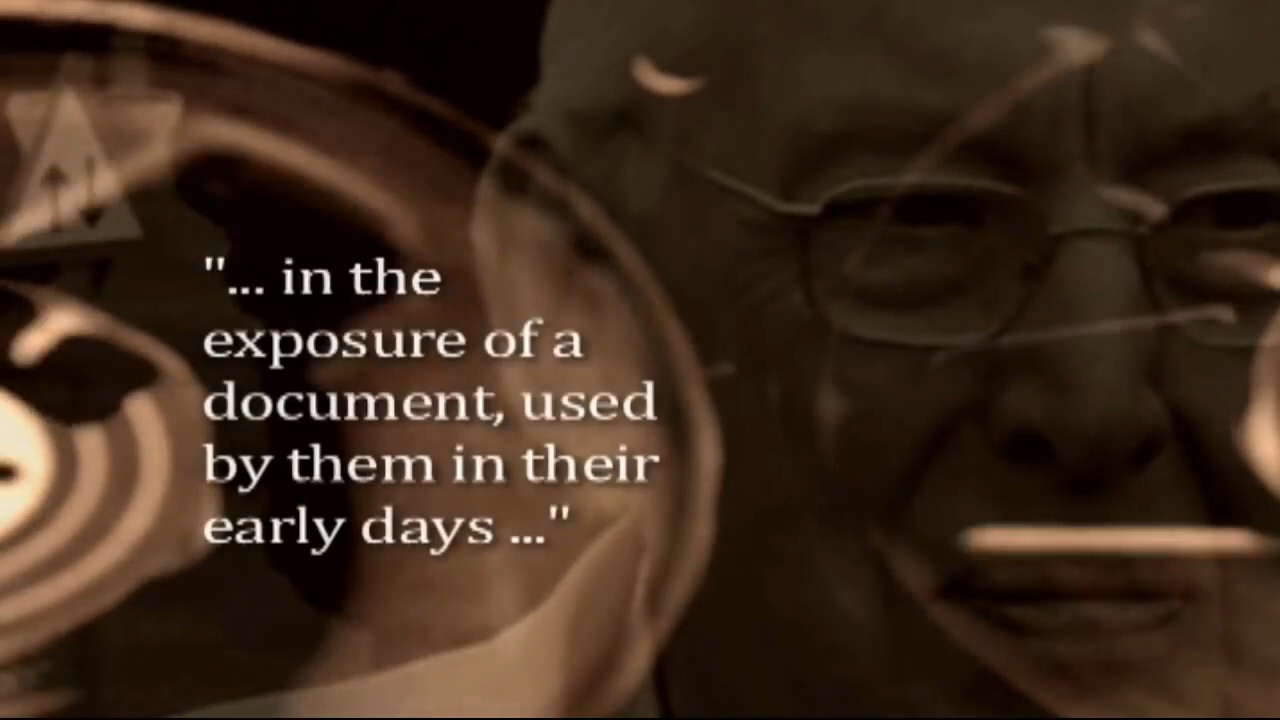 "... in the
exposure of a
document, used
by them in their
early days ..."